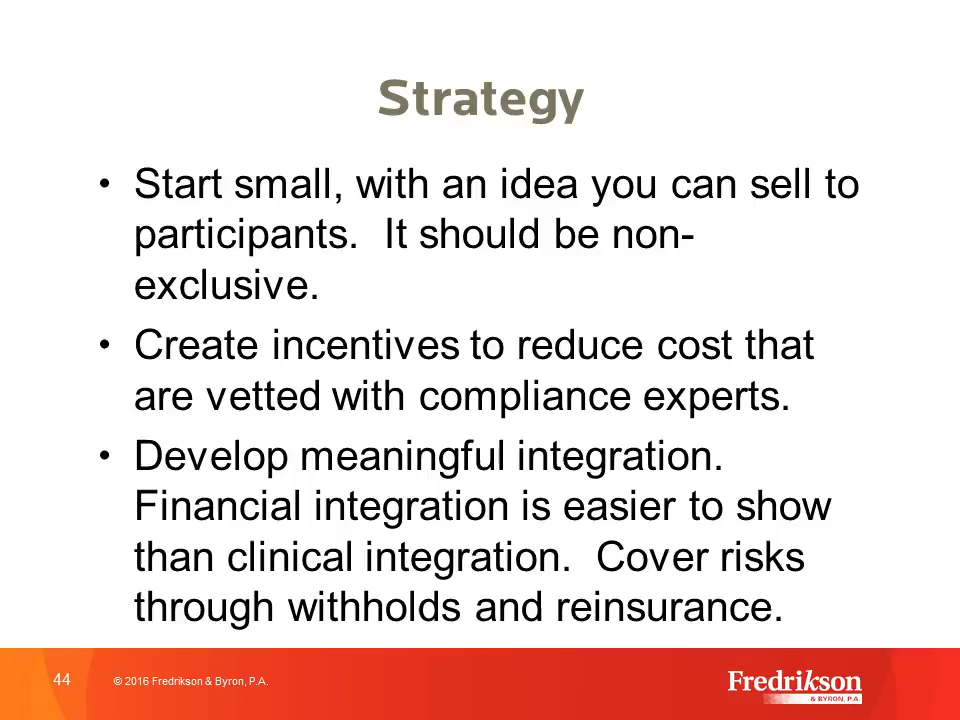 Strategy
• Start small, with an idea you can sell to
participants.  It should be non-
exclusive.
• Create incentives to reduce cost that
are vetted with compliance experts.
• Develop meaningful integration.
Financial integration is easier to show
than clinical integration.  Cover risks
through withholds and reinsurance.
44
© 2016 Fredrikson & Byron, P.A.
Fredrikson
& BYRON, P.A.